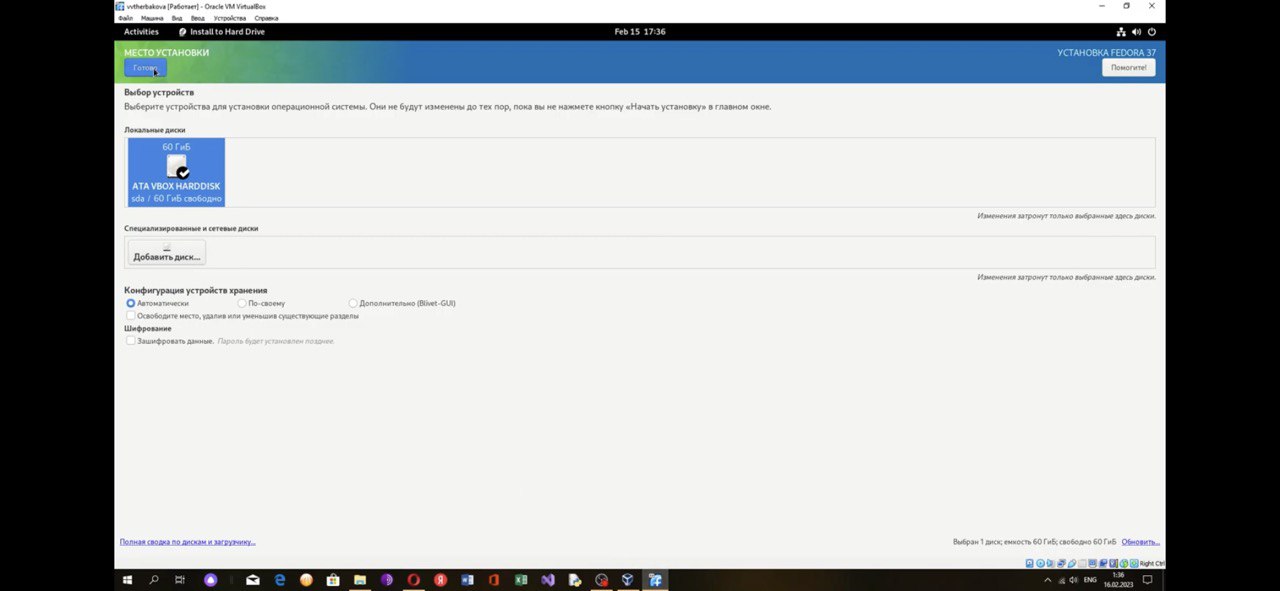 vvtherbakova [Работает] - Oracle VM VirtualBox
Файл Машина Вид Ввод Устройства Справка
Activities Install to Hard Drive Feb 15 17:36
МЕСТО УСТАНОВКИ УСТАНОВКА FEDORA 37
Готово Помогите!
Выбор устройств
Выберите устройства для установки операционной системы. Они не будут изменены до тех пор, пока вы не нажмете кнопку «Начать установку» в главном окне.
Локальные диски
60 ГиБ
ATA VBOX HARDDISK
sda / 60 ГиБ свободно
Изменения затронут только выбранные здесь диски.
Специализированные и сетевые диски
Добавить диск...
Изменения затронут только выбранные здесь диски.
Конфигурация устройств хранения
Автоматически По-своему Дополнительно (Blivet-GUI)
Освободите место, удалив или уменьшив существующие разделы
Шифрование
Зашифровать данные. Пароль будет установлен позднее.
Полная сводка по дискам и загрузчику... Выбран 1 диск; емкость 60 ГиБ; свободно 60 ГиБ Обновить...
Right Ctrl
ENG 1:36
16.02.2023